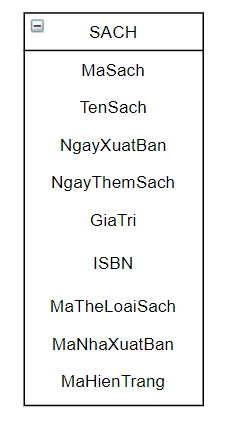 SACH
MaSach
TenSach
NgayXuatBan
NgayThemSach
GiaTri
ISBN
MaTheLoaiSach
MaNhaXuatBan
MaHienTrang